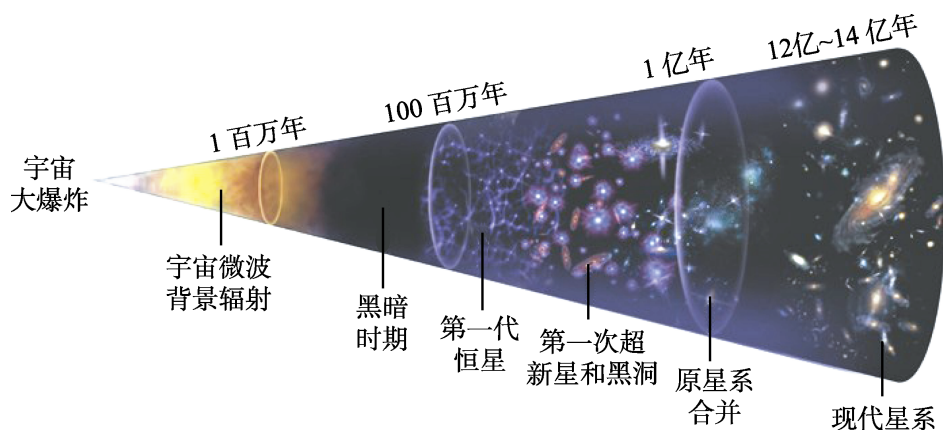 宇宙
大爆炸
1 百万年
100 百万年
1 亿年
12亿~14 亿年
宇宙微波
背景辐射
黑暗
时期
第一代
恒星
第一次超
新星和黑洞
原星系
合并
现代星系